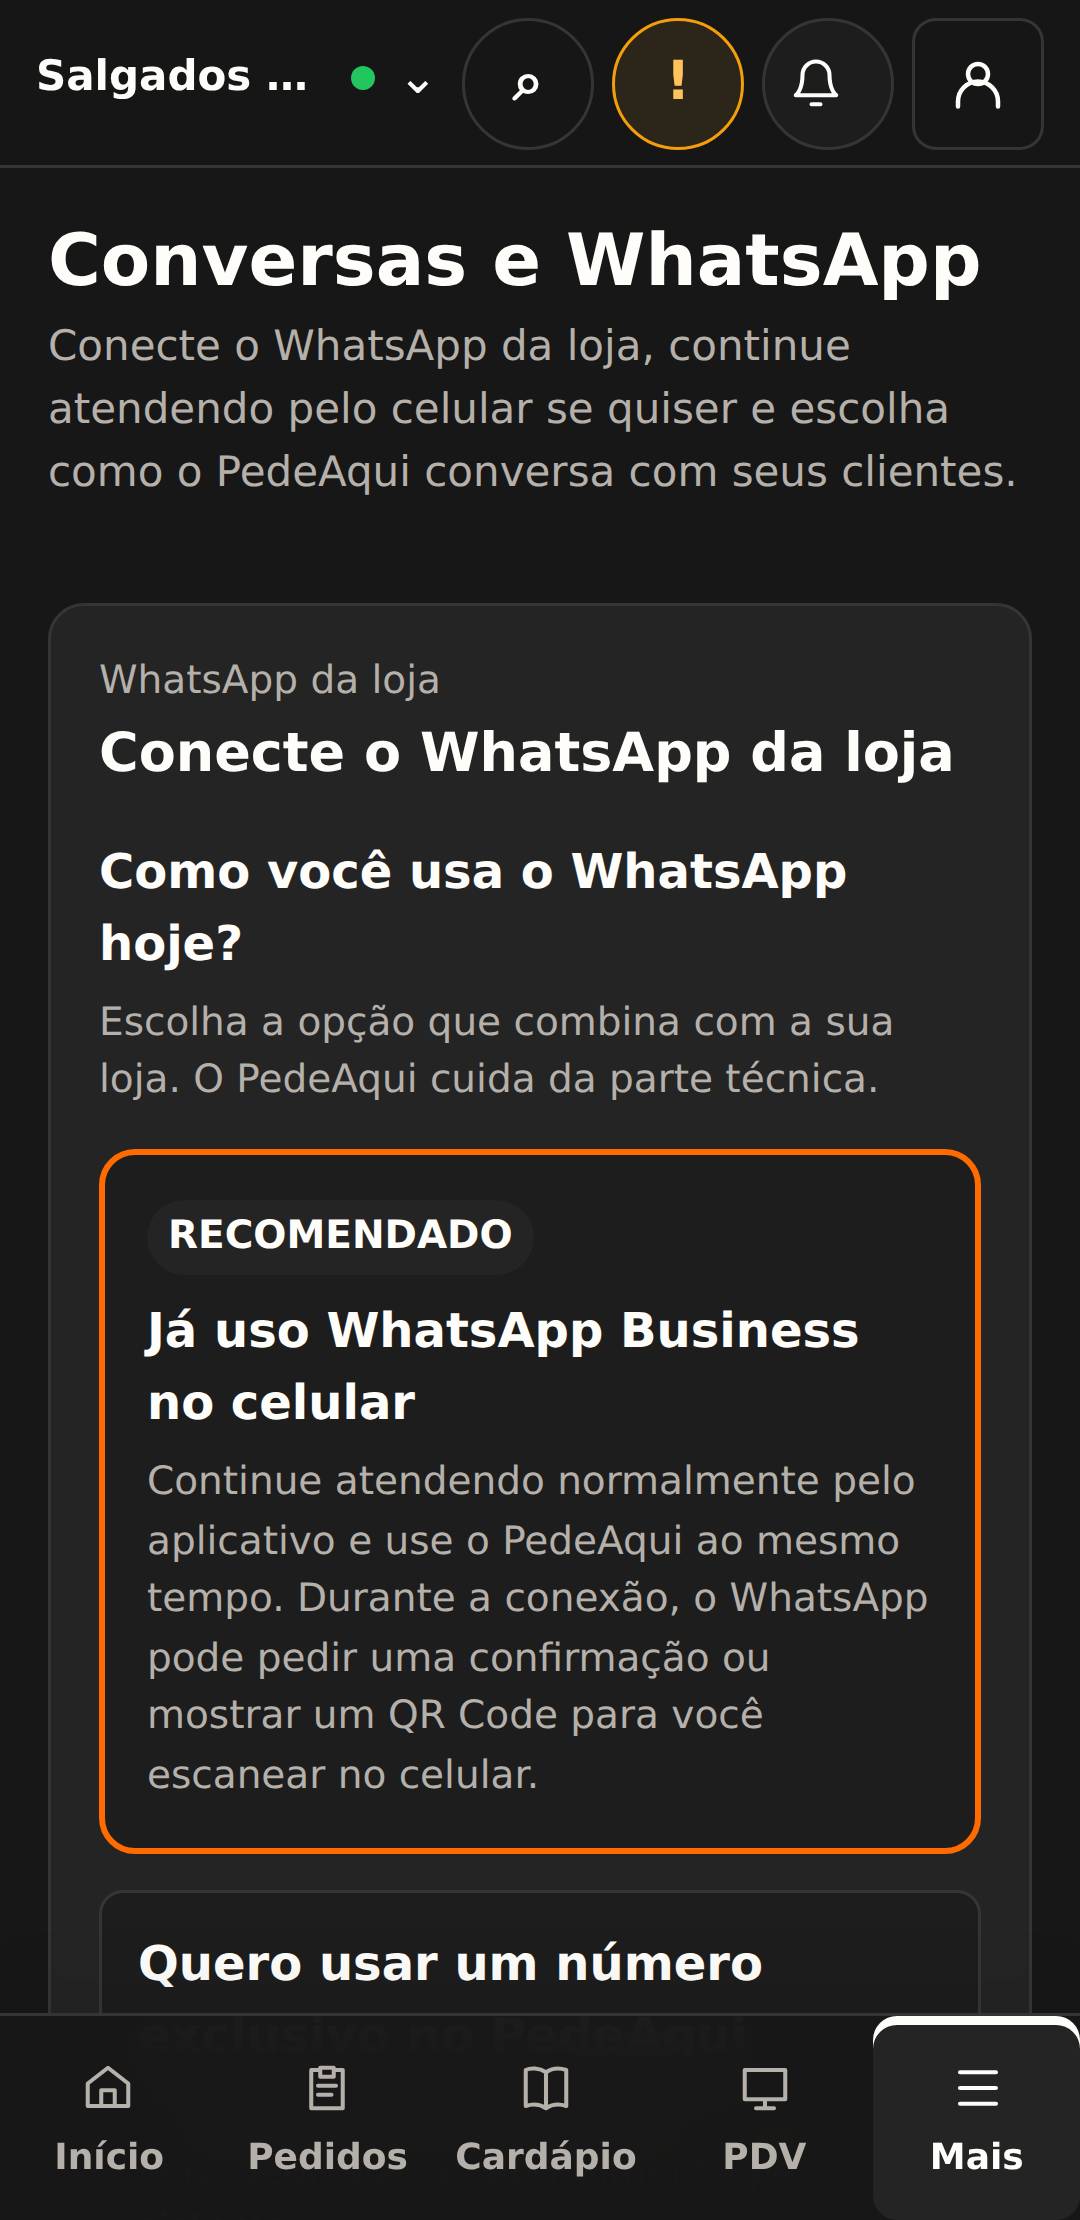 Salgados ...
!
Conversas e WhatsApp
Conecte o WhatsApp da loja, continue
atendendo pelo celular se quiser e escolha
como o PedeAqui conversa com seus clientes.
WhatsApp da loja
Conecte o WhatsApp da loja
Como você usa o WhatsApp
hoje?
Escolha a opção que combina com a sua
loja. O PedeAqui cuida da parte técnica.
RECOMENDADO
Já uso WhatsApp Business
no celular
Continue atendendo normalmente pelo
aplicativo e use o PedeAqui ao mesmo
tempo. Durante a conexão, o WhatsApp
pode pedir uma confirmação ou
mostrar um QR Code para você
escanear no celular.
Quero usar um número
exclusivo no PedeAqui
Início
Pedidos
Cardápio
PDV
Mais